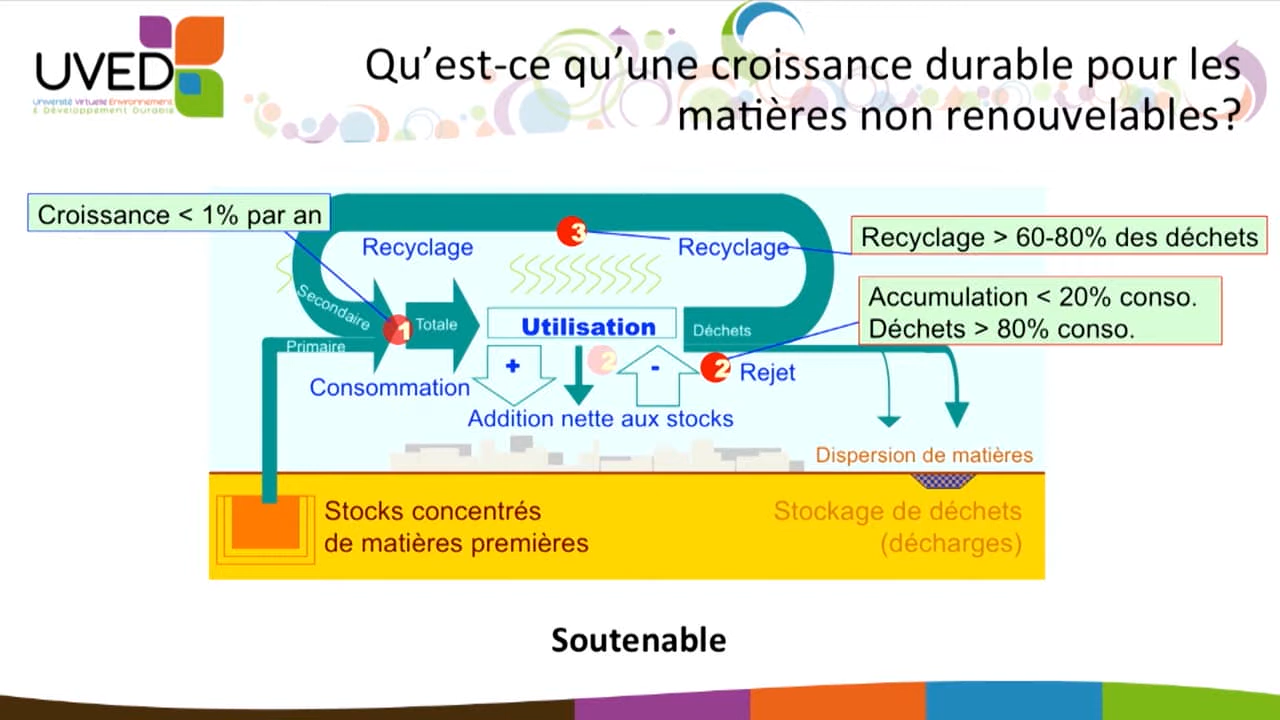 UVED
Université Virtuelle Environnement
& Développement Durable
Qu'est-ce qu'une croissance durable pour les
matières non renouvelables?
Croissance < 1% par an
3
Recyclage
Recyclage
Recyclage > 60-80% des déchets
Secondaire
Accumulation < 20% conso.
Déchets > 80% conso.
1
Totale
Utilisation
Déchets
Primaire
+
2
-
2
Rejet
Consommation
Addition nette aux stocks
Dispersion de matières
Stocks concentrés
de matières premières
Stockage de déchets
(décharges)
Soutenable